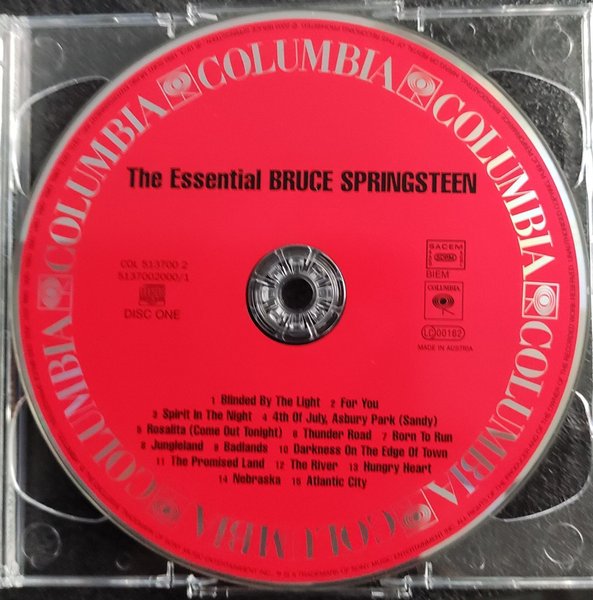 COLUMBIA COLUMBIA COLUMBIA COLUMBIA COLUMBIA COLUMBIA COLUMBIA
The Essential BRUCE SPRINGSTEEN
COL 513700 2
5137002000/1
DISC ONE
SACEM
BIEM
COLUMBIA
LC 00162
MADE IN AUSTRIA
1 Blinded By The Light 2 For You
3 Spirit In The Night 4 4th Of July, Asbury Park (Sandy)
5 Rosalita (Come Out Tonight) 6 Thunder Road 7 Born To Run
8 Jungleland 9 Badlands 10 Darkness On The Edge Of Town
11 The Promised Land 12 The River 13 Hungry Heart
14 Nebraska 15 Atlantic City